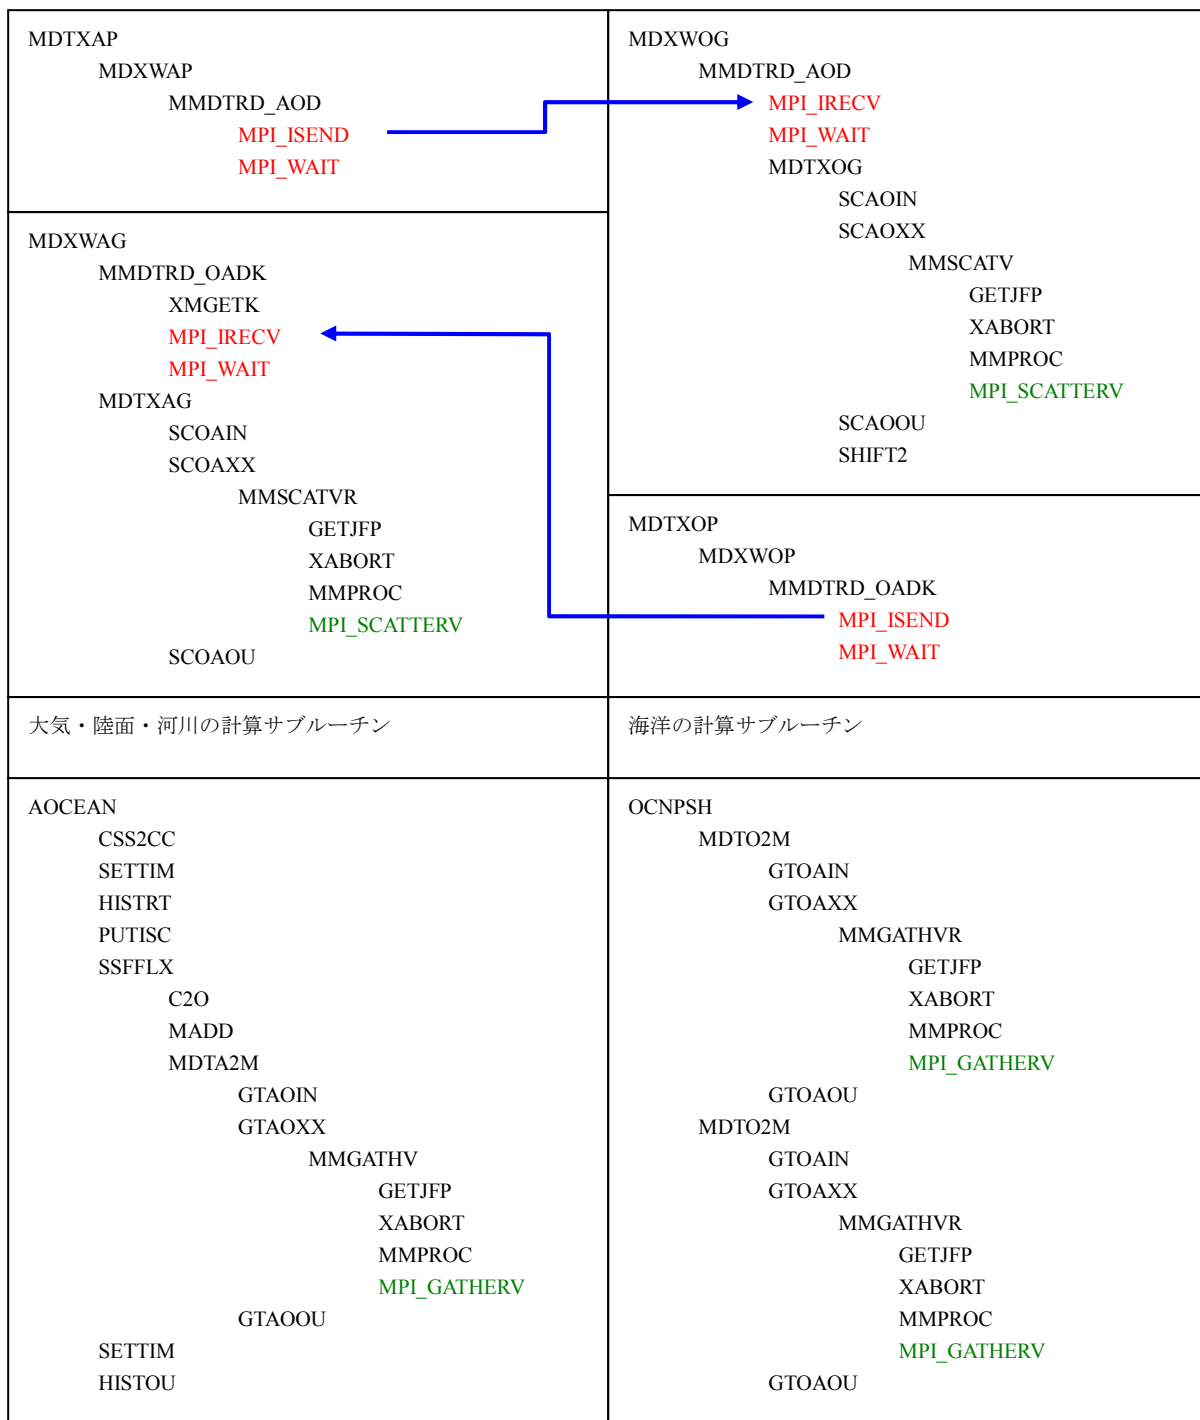 MDTXAP
MDXWAP
MMDTRD_AOD
MPI_ISEND
MPI_WAIT
MDXWOG
MMDTRD_AOD
MPI_IRECV
MPI_WAIT
MDTXOG
SCAOIN
SCAOXX
MMSCATV
GETJFP
XABORT
MMPROC
MPI_SCATTERV
SCAOOU
SHIFT2
MDXWAG
MMDTRD_OADK
XMGETK
MPI_IRECV
MPI_WAIT
MDTXAG
SCOAIN
SCOAXX
MMSCATVR
GETJFP
XABORT
MMPROC
MPI_SCATTERV
SCOAOU
MDTXOP
MDXWOP
MMDTRD_OADK
MPI_ISEND
MPI_WAIT
大気・陸面・河川の計算サブルーチン
海洋の計算サブルーチン
AOCEAN
CSS2CC
SETTIM
HISTRT
PUTISC
SSFFLX
C2O
MADD
MDTA2M
GTAOIN
GTAOXX
MMGATHV
GETJFP
XABORT
MMPROC
MPI_GATHERV
GTAOOU
SETTIM
HISTOU
OCNPSH
MDTO2M
GTOAIN
GTOAXX
MMGATHVR
GETJFP
XABORT
MMPROC
MPI_GATHERV
GTOAOU
MDTO2M
GTOAIN
GTOAXX
MMGATHVR
GETJFP
XABORT
MMPROC
MPI_GATHERV
GTOAOU